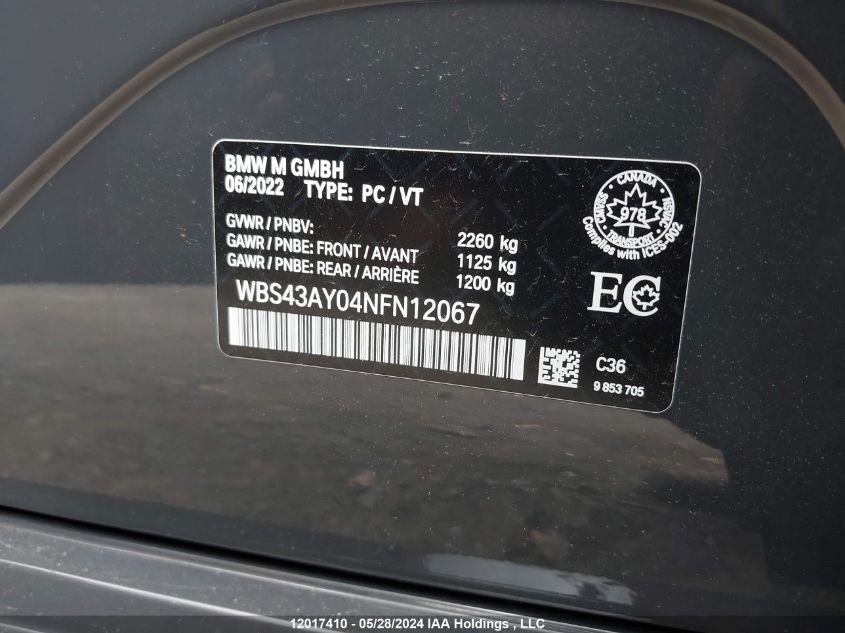 BMW M GMBH
06/2022 TYPE: PC / VT
GVWR / PNBV: 2260 kg
GAWR / PNBE: FRONT / AVANT 1125 kg
GAWR / PNBE: REAR / ARRIÈRE 1200 kg
WBS43AY04NFN12067
CANADA
978
TRANSPORT
CMVSS
NSVAC
Complies with ICES-002
EC
C36
9 853 705
12017410 - 05/28/2024 IAA Holdings , LLC